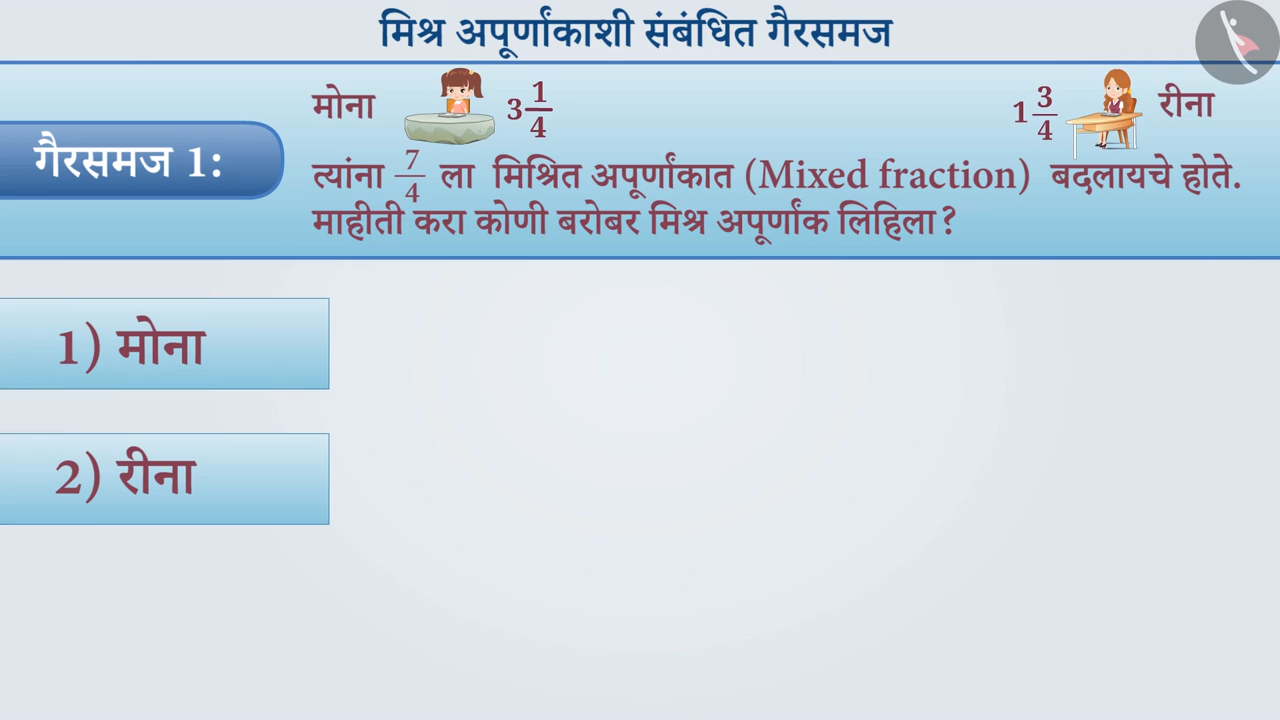 मिश्र अपूर्णांकाशी संबंधित गैरसमज
गैरसमज 1:
मोना 3 1/4 1 3/4 रीना
त्यांना 7/4 ला मिश्रित अपूर्णांकात (Mixed fraction) बदलायचे होते.
माहीती करा कोणी बरोबर मिश्र अपूर्णांक लिहिला?
1) मोना
2) रीना